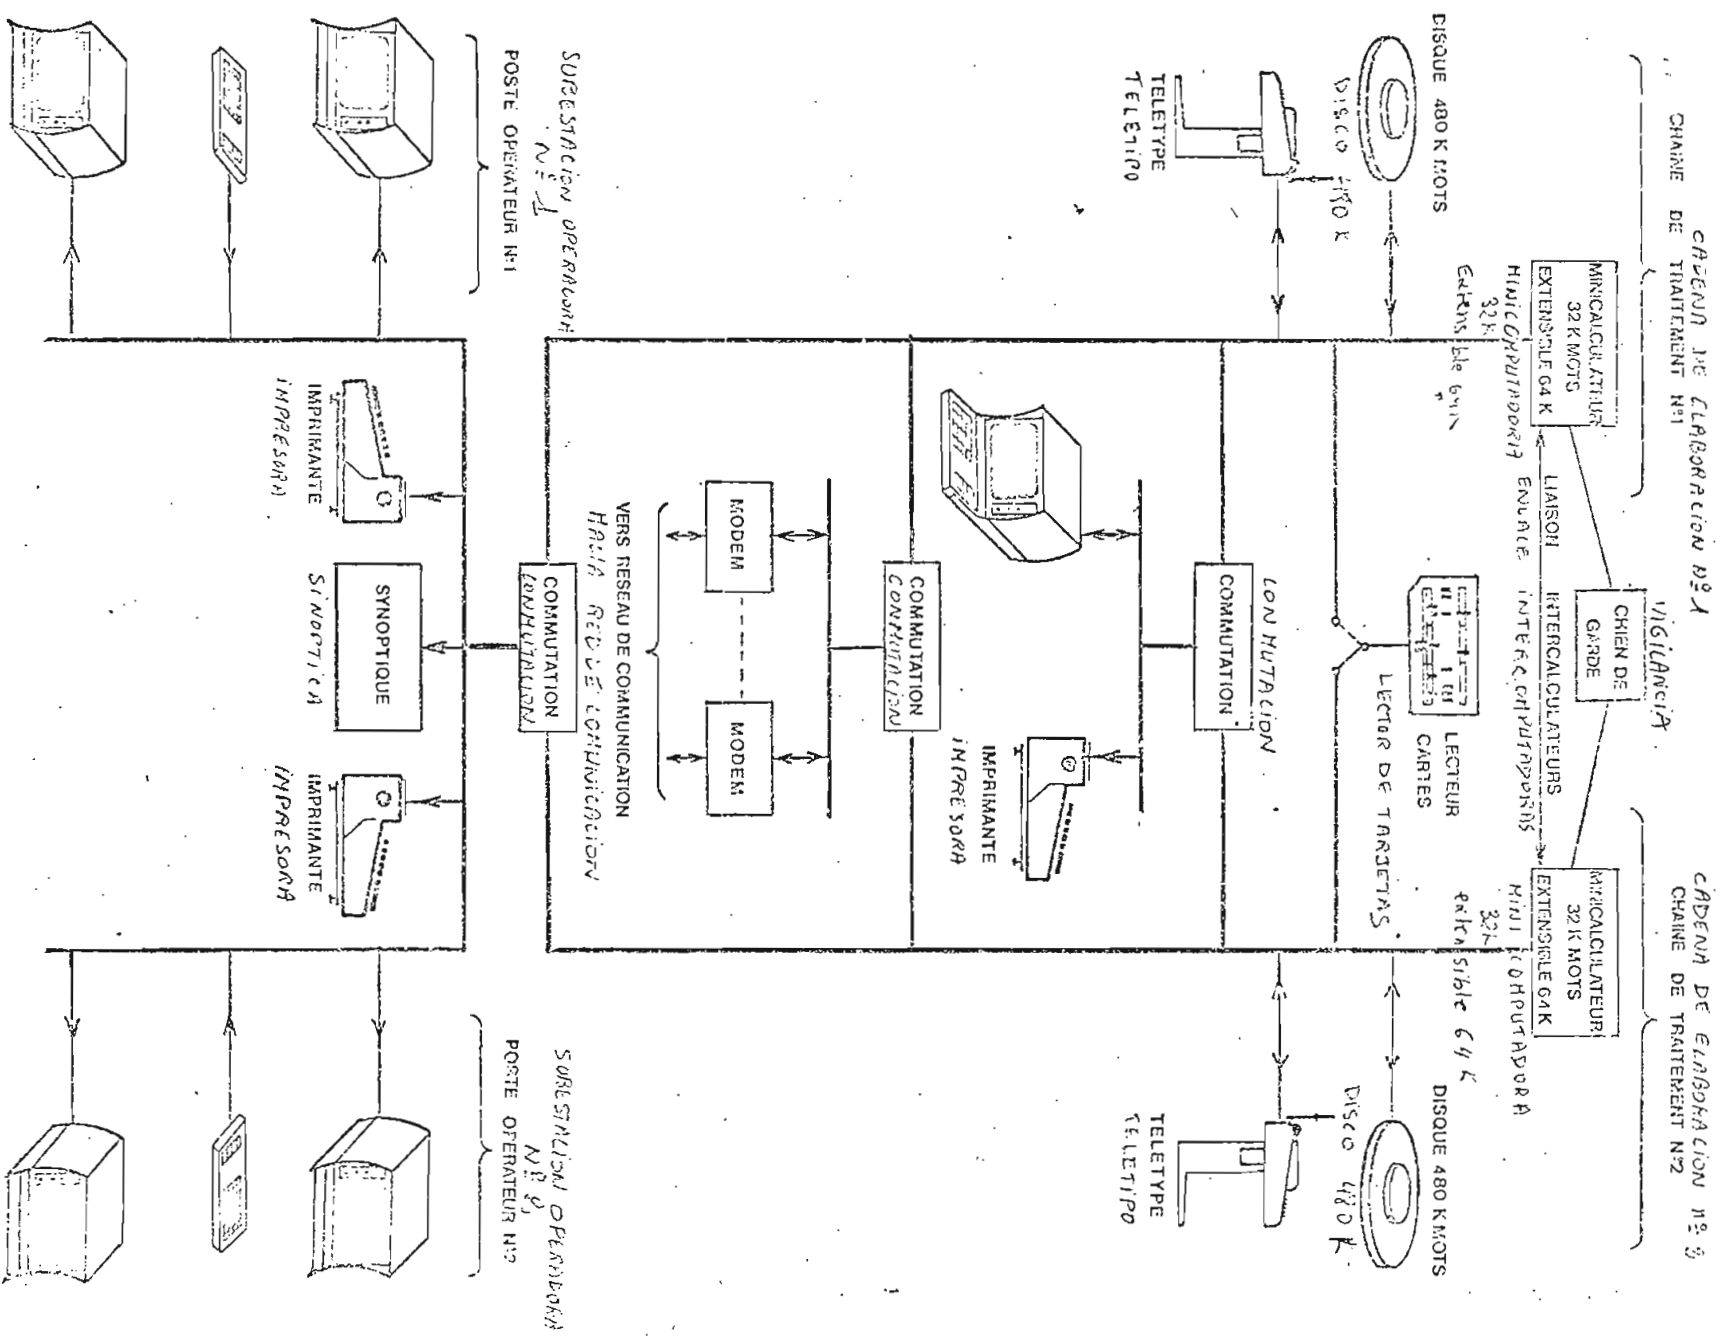 CADENA DE ELABORACION Nº 1
CHAINE DE TRAITEMENT Nº1
CADENA DE ELABORACION Nº
CHAINE DE TRAITEMENT Nº2
VIGILANCIA
CHIEN DE
GARDE
MINICALCULATEUR
32 K MOTS
EXTENSIBLE 64 K
MINICOMPUTADORA
32K
Extensible 64K
LIAISON INTERCALCULATEURS
ENLACE INTERCOMPUTADORAS
MINICALCULATEUR
32 K MOTS
EXTENSIBLE 64 K
MINICOMPUTADORA
32K
extensible 64 K
DISQUE 480 K MOTS
DISCO 480 K
TELETYPE
TELETIPO
LECTEUR
CARTES
LECTOR DE TARJETAS
DISQUE 480 K MOTS
DISCO 480 K
TELETYPE
TELETIPO
CONMUTACION
COMMUTATION
IMPRIMANTE
IMPRESORA
COMMUTATION
CONMUTACION
MODEM
MODEM
VERS RESEAU DE COMMUNICATION
HACIA RED DE COMUNICACION
COMMUTATION
CONMUTACION
SUBESTACION OPERADORA
Nº 1
POSTE OPERATEUR Nº1
SUBESTACION OPERADORA
POSTE OPERATEUR Nº2
IMPRIMANTE
IMPRESORA
SYNOPTIQUE
SINOPTICA
IMPRIMANTE
IMPRESORA